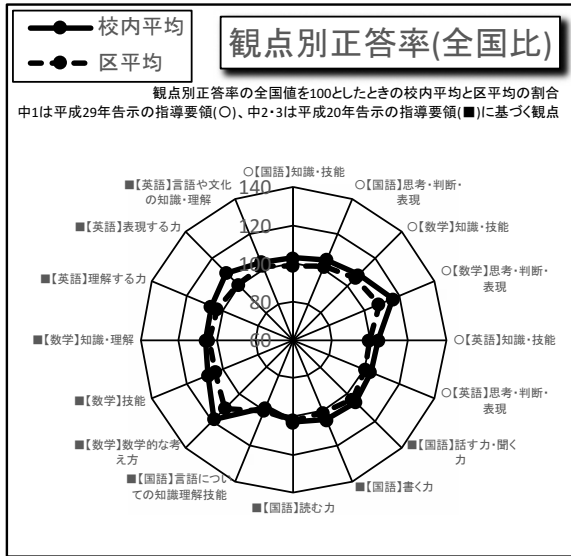 校内平均
区平均
観点別正答率(全国比)
観点別正答率の全国値を100としたときの校内平均と区平均の割合
中1は平成29年告示の指導要領(○)、中2・3は平成20年告示の指導要領(■)に基づく観点
○【国語】知識・技能
○【国語】思考・判断・
表現
○【数学】知識・技能
○【数学】思考・判断・
表現
○【英語】知識・技能
○【英語】思考・判断・
表現
■【国語】話す力・聞く
力
■【国語】書く力
■【国語】読む力
■【国語】言語につい
ての知識理解技能
■【数学】数学的な考
え方
■【数学】技能
■【数学】知識・理解
■【英語】理解する力
■【英語】表現する力
■【英語】言語や文化
の知識・理解
140
120
100
80
60